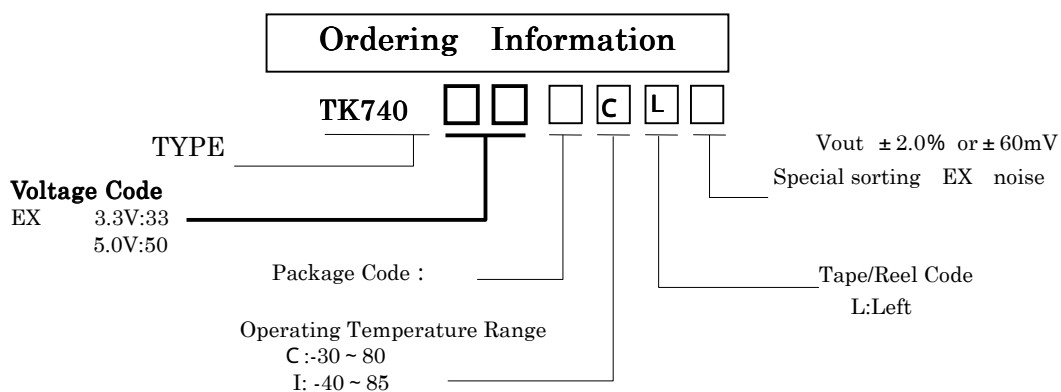 Ordering Information
TK740 □□ □ C L □
TYPE
Vout ±2.0% or ±60mV
Special sorting EX noise
Voltage Code
EX 3.3V:33
5.0V:50
Package Code :
Tape/Reel Code
L:Left
Operating Temperature Range
C :-30 ~ 80
I: -40 ~ 85